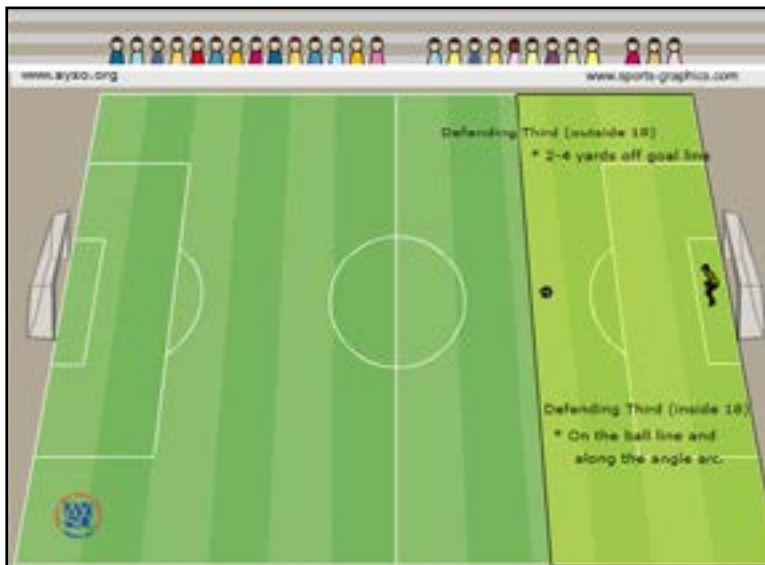 www.ayso.org
www.sports-graphics.com
Defending Third (outside 18)
* 2-4 yards off goal line
Defending Third (inside 18)
* On the ball line and
along the angle arc.